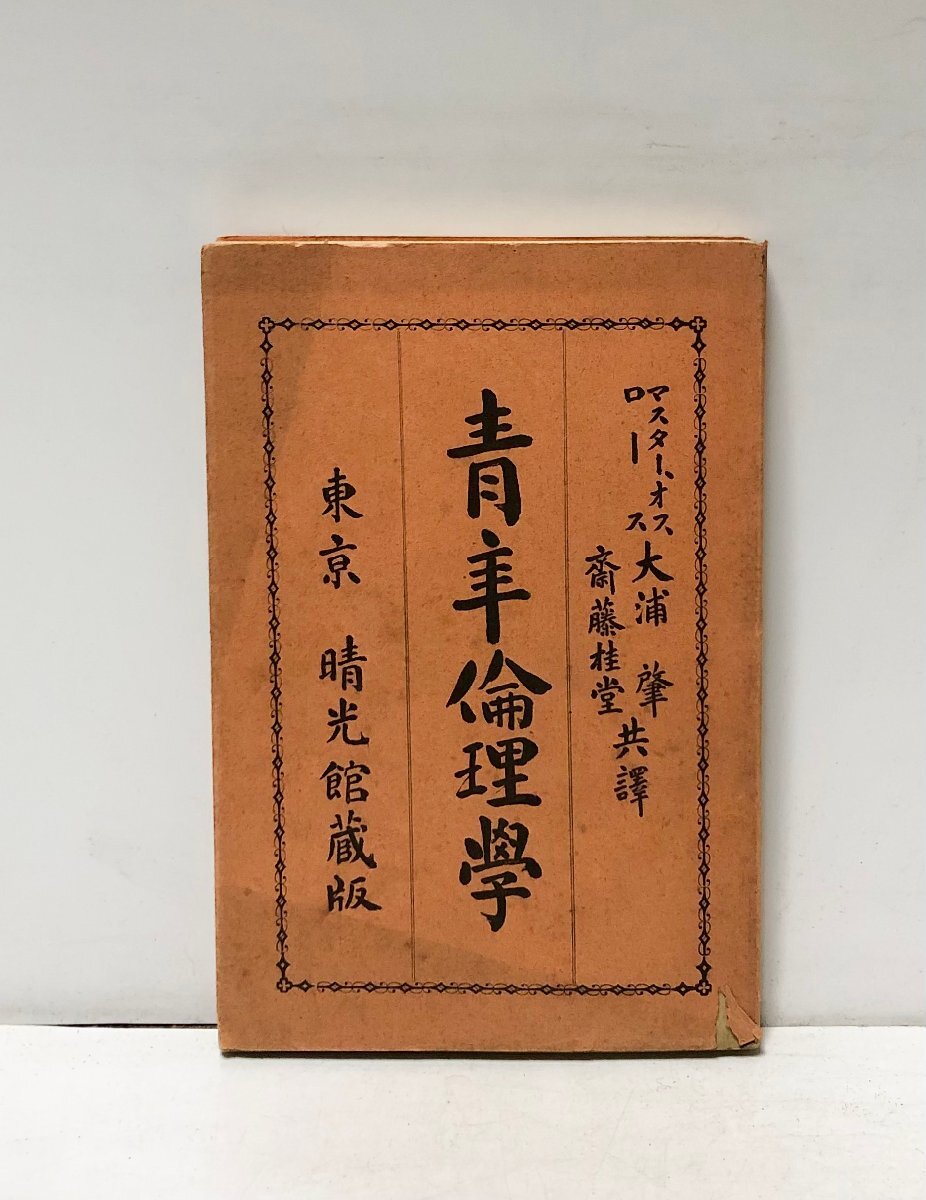 マスター、オス
ロース
大浦 肇
齋藤桂堂
共譯
青年倫理學
東京 晴光館蔵版